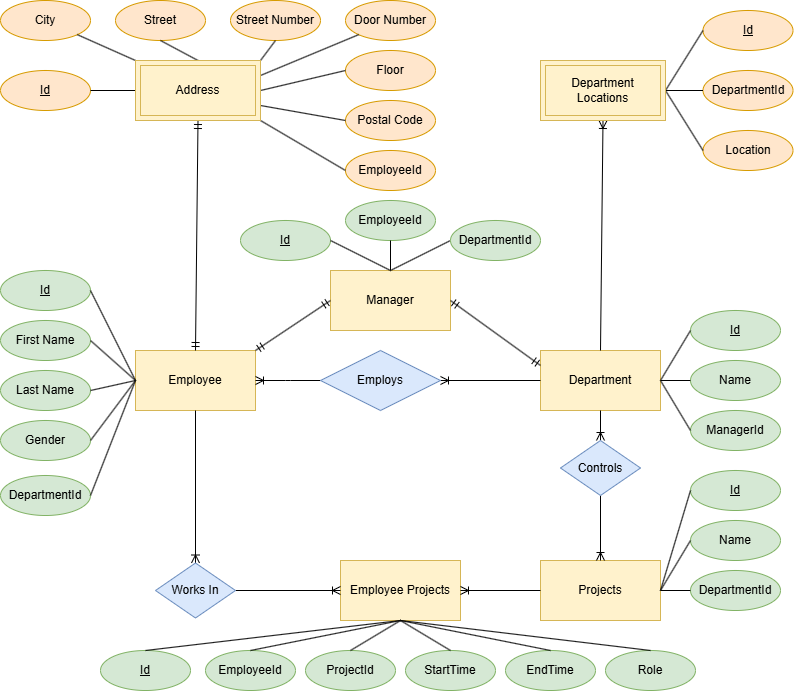 City
Street
Street Number
Door Number
Id
Id
Address
Floor
Department
Locations
DepartmentId
Postal Code
Location
EmployeeId
EmployeeId
Id
DepartmentId
Id
Manager
First Name
Id
Employee
Employs
Department
Name
Last Name
Gender
ManagerId
Controls
DepartmentId
Id
Name
Works In
Employee Projects
Projects
DepartmentId
Id
EmployeeId
ProjectId
StartTime
EndTime
Role